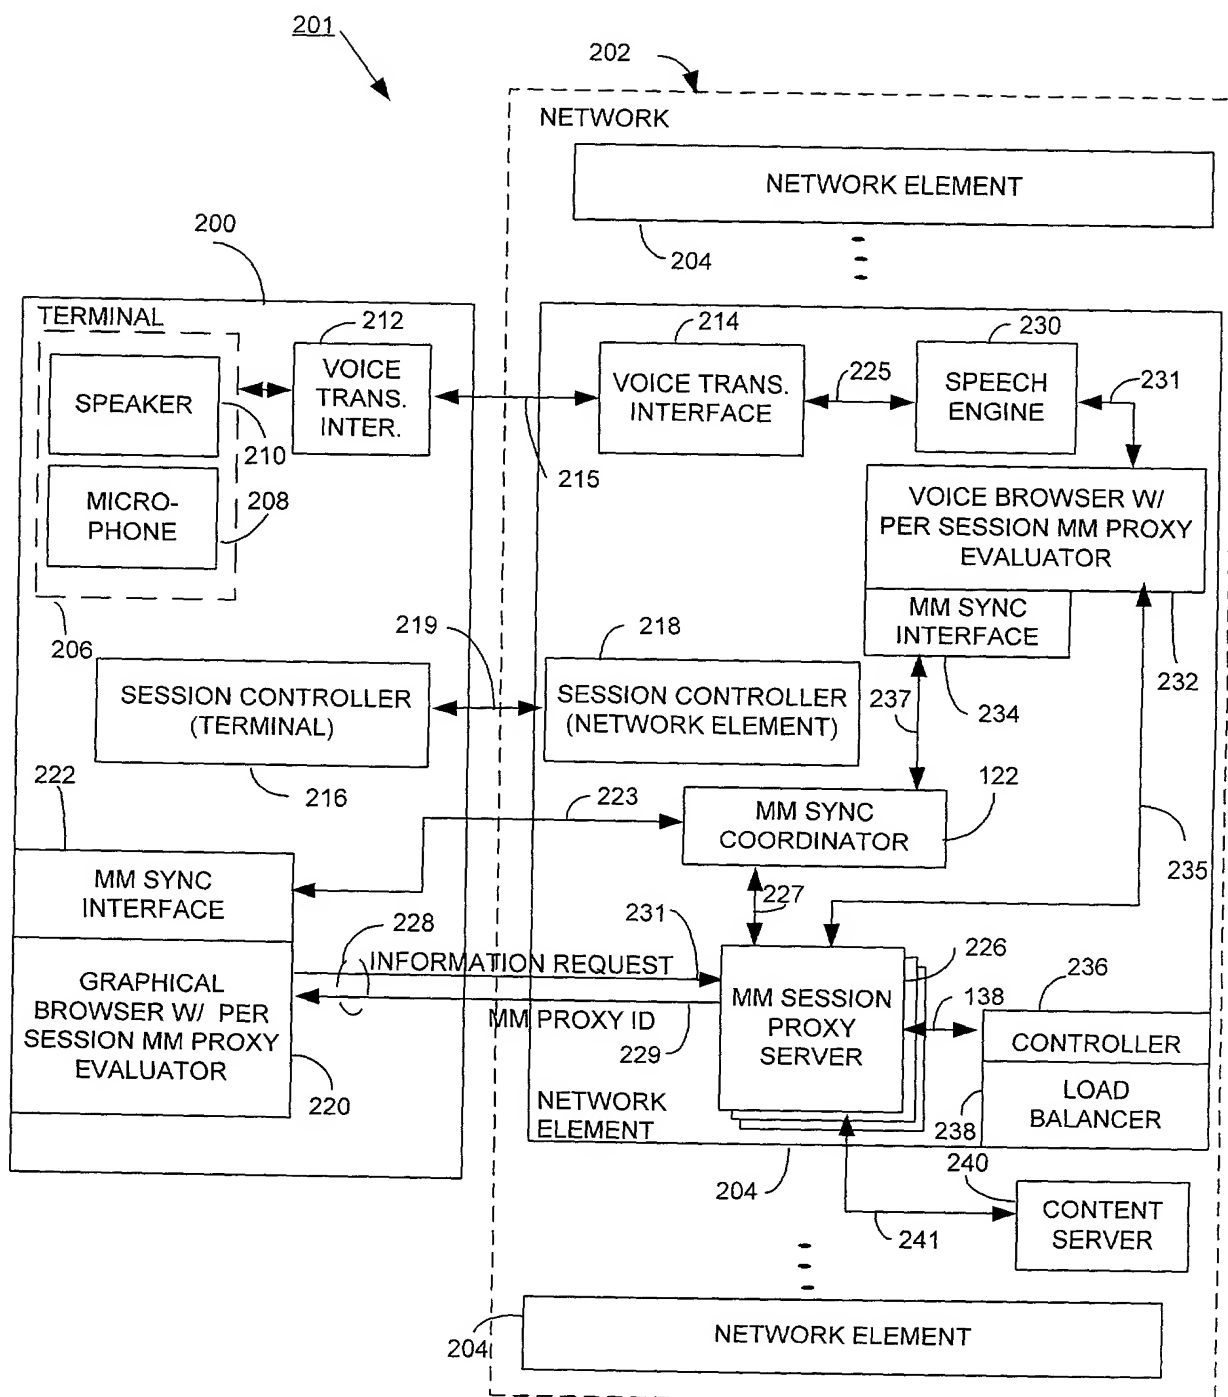 201
202
NETWORK
NETWORK ELEMENT
200
204
TERMINAL
212
214
230
SPEAKER
VOICE
TRANS.
INTER.
VOICE TRANS.
INTERFACE
225
SPEECH
ENGINE
231
210
215
MICRO-
PHONE
208
VOICE BROWSER W/
PER SESSION MM PROXY
EVALUATOR
MM SYNC
INTERFACE
206
219
218
232
SESSION CONTROLLER
(TERMINAL)
SESSION CONTROLLER
(NETWORK ELEMENT)
237
234
222
216
223
122
MM SYNC
COORDINATOR
MM SYNC
INTERFACE
235
228
231
227
INFORMATION REQUEST
226
236
GRAPHICAL
BROWSER W/ PER
SESSION MM PROXY
EVALUATOR
MM SESSION
PROXY
SERVER
138
MM PROXY ID
229
CONTROLLER
220
NETWORK
ELEMENT
LOAD
BALANCER
238
204
240
CONTENT
SERVER
241
204
NETWORK ELEMENT